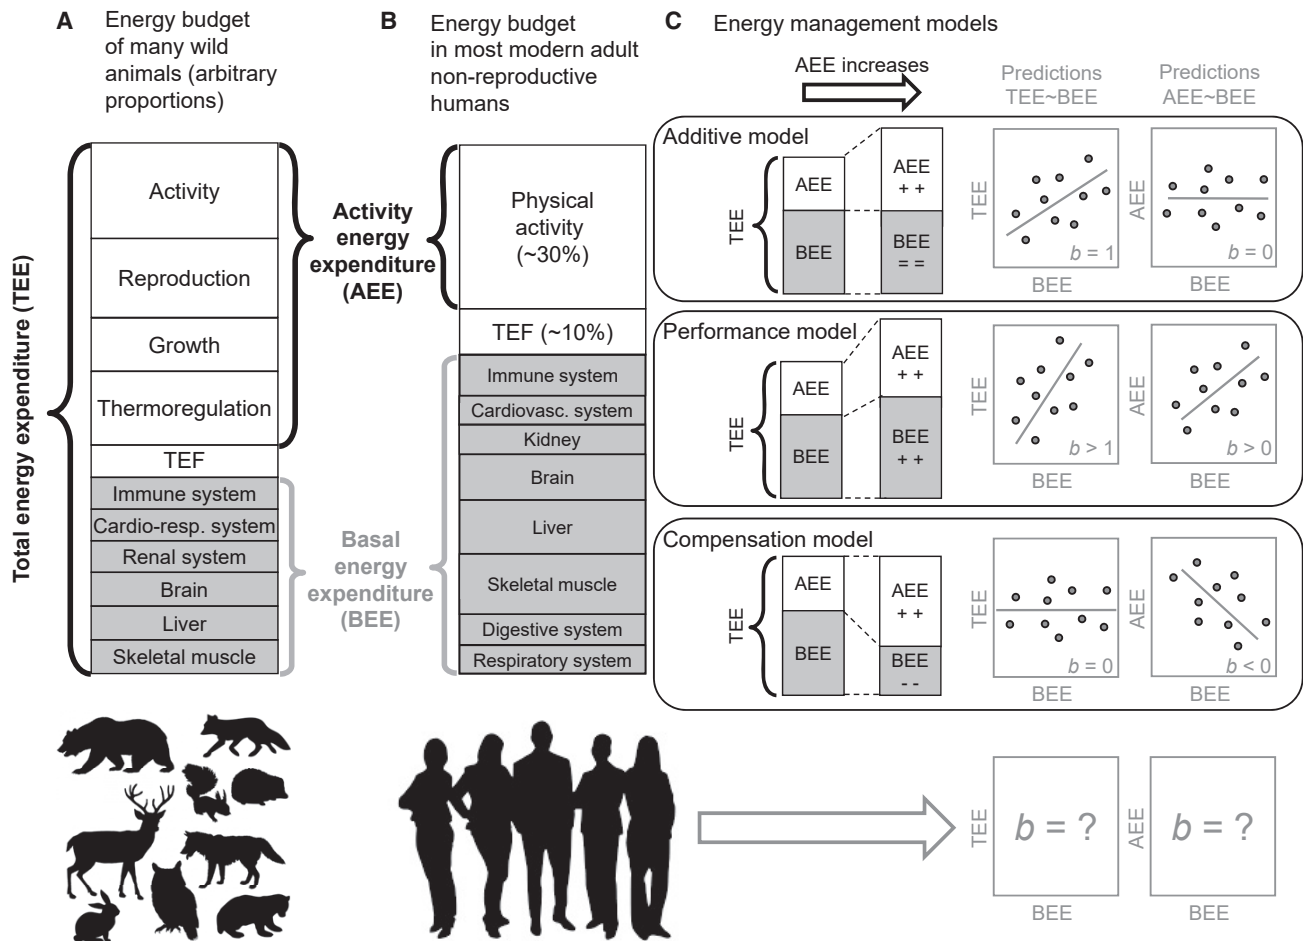 A
Energy budget
of many wild
animals (arbitrary
proportions)
Total energy expenditure (TEE)
Activity
Reproduction
Growth
Thermoregulation
TEF
Immune system
Cardio-resp. system
Renal system
Brain
Liver
Skeletal muscle
Activity
energy
expenditure
(AEE)
Basal
energy
expenditure
(BEE)
B
Energy budget
in most modern adult
non-reproductive
humans
Physical
activity
(~30%)
TEF (~10%)
Immune system
Cardiovasc. system
Kidney
Brain
Liver
Skeletal muscle
Digestive system
Respiratory system
C
Energy management models
AEE increases
Predictions
TEE~BEE
Predictions
AEE~BEE
Additive model
TEE
AEE
BEE
AEE
+ +
BEE
= =
TEE
b = 1
BEE
AEE
b = 0
BEE
Performance model
TEE
AEE
BEE
AEE
+ +
BEE
+ +
TEE
b > 1
BEE
AEE
b > 0
BEE
Compensation model
TEE
AEE
BEE
AEE
+ +
BEE
- -
TEE
b = 0
BEE
AEE
b < 0
BEE
TEE
b = ?
BEE
AEE
b = ?
BEE